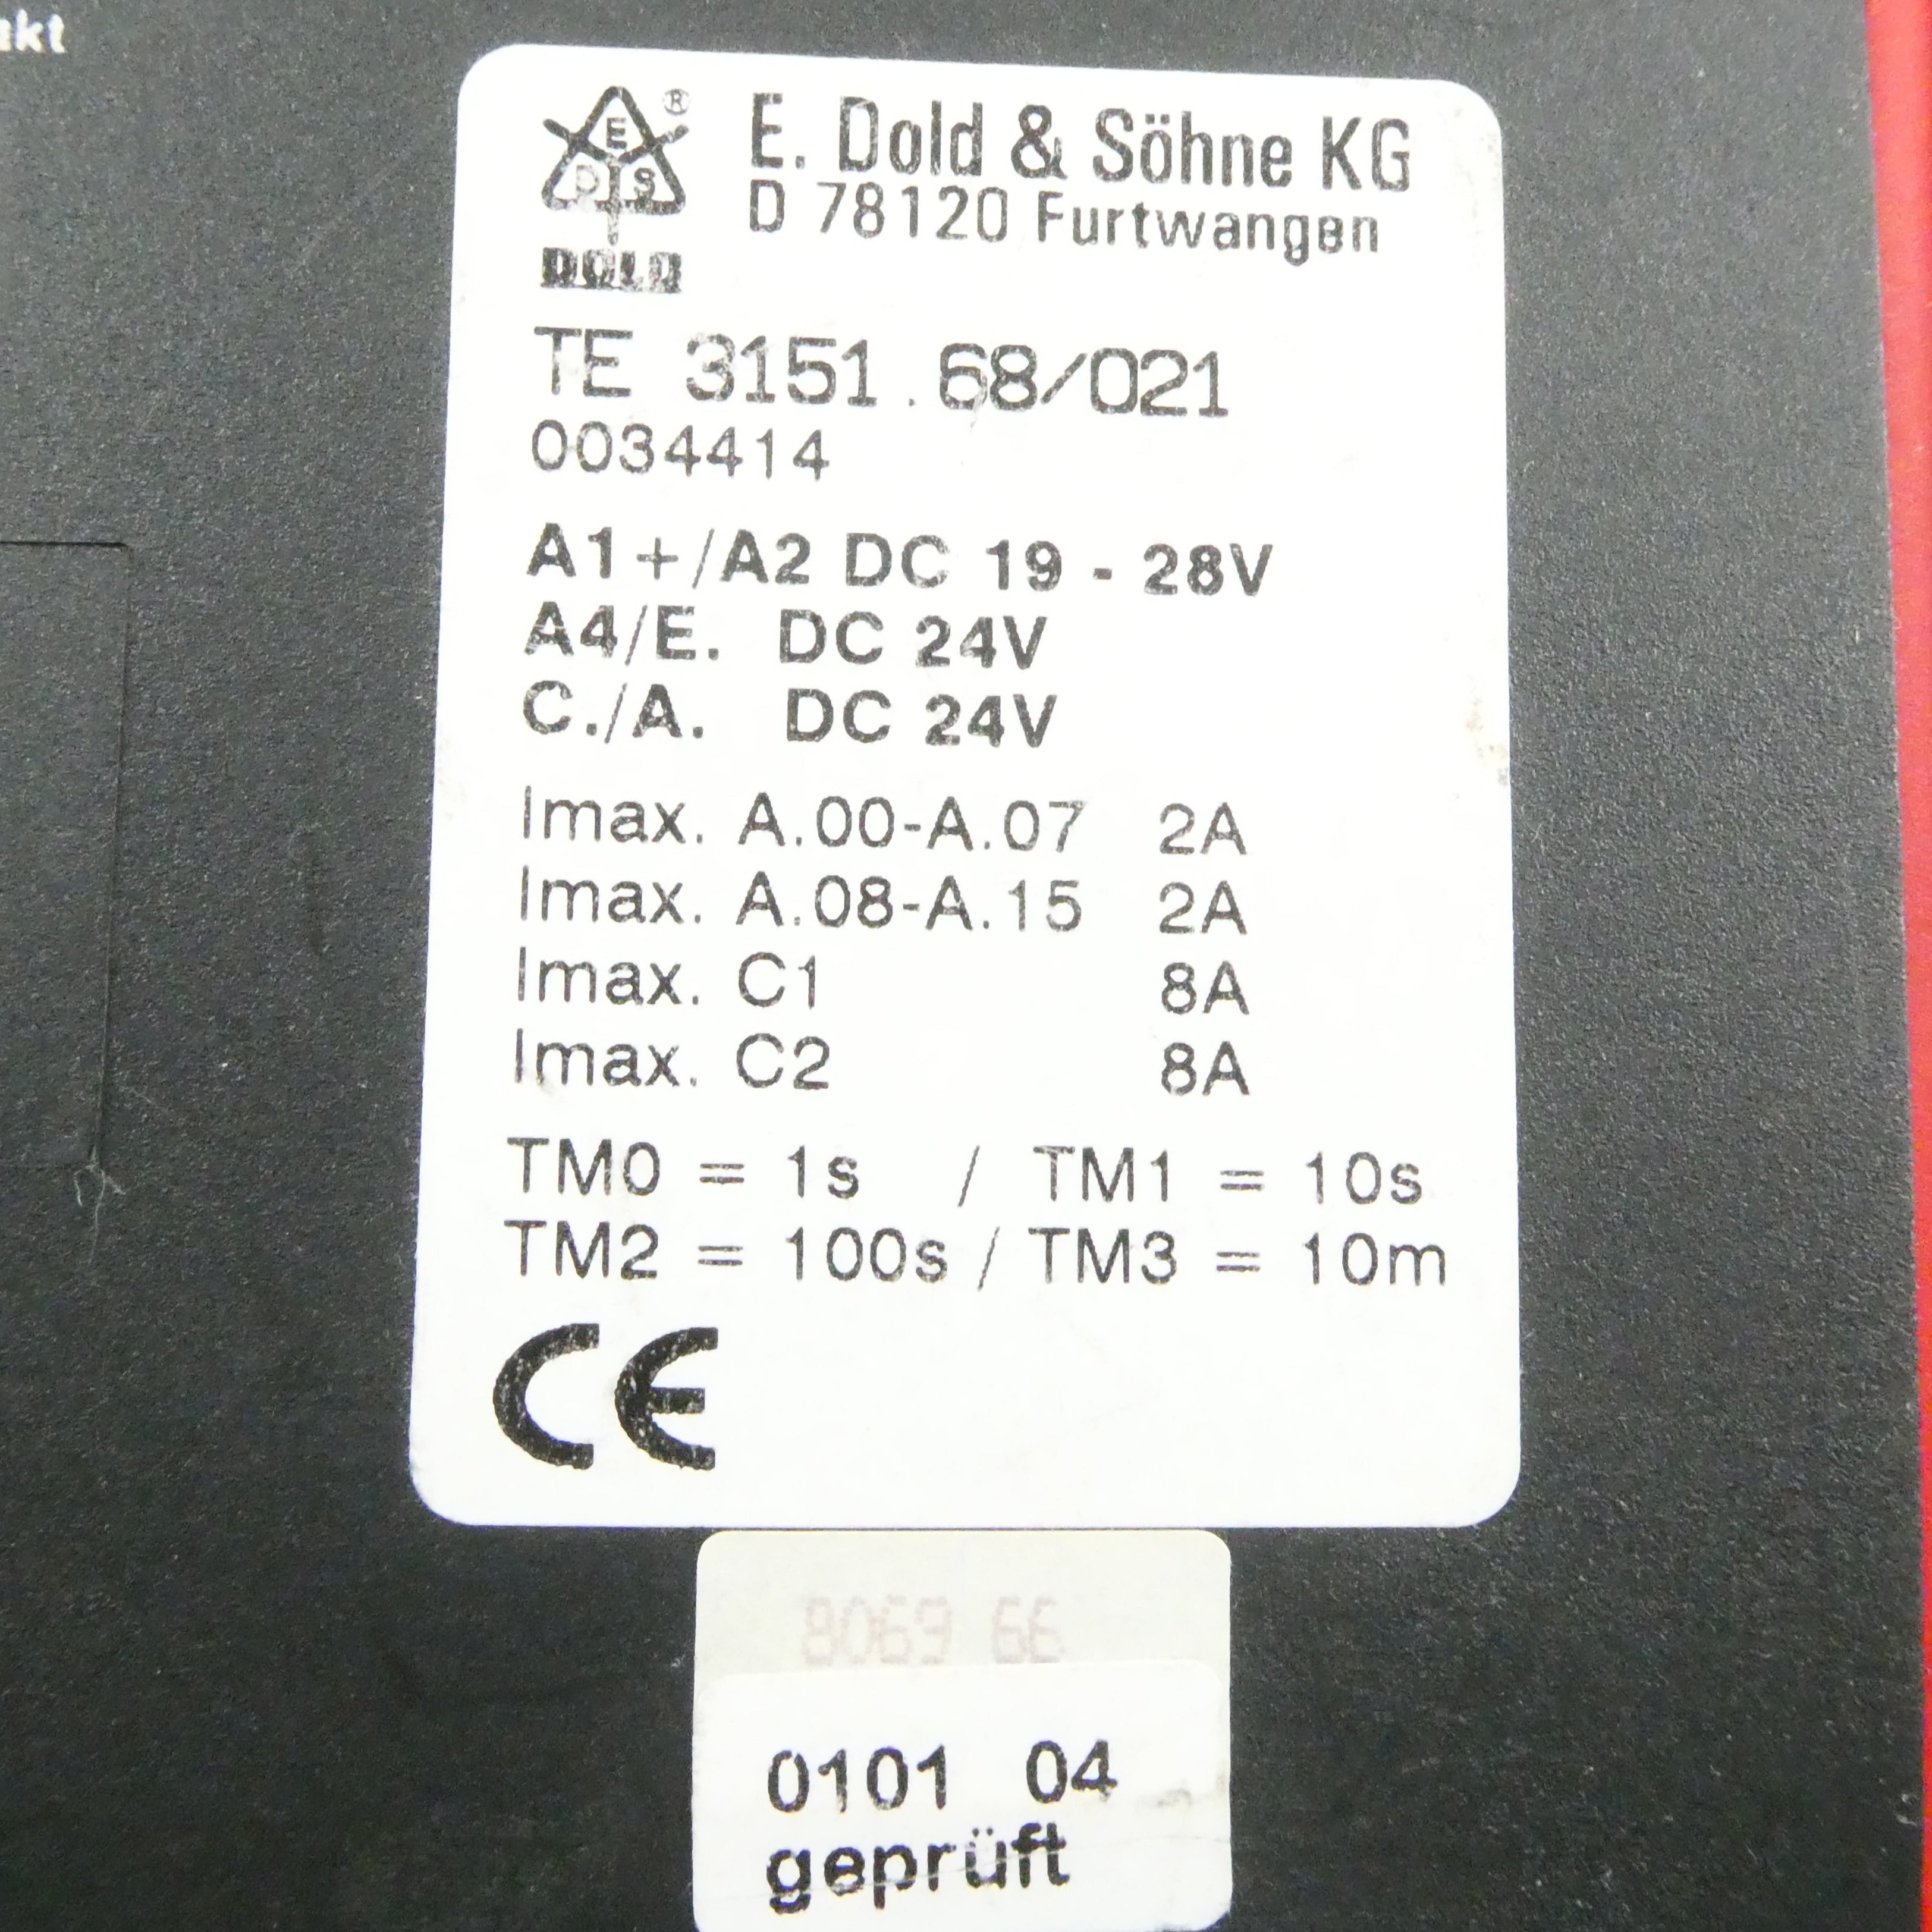 akt
E
D S
®
DOLD
E. Dold & Söhne KG
D 78120 Furtwangen
TE 3151.68/021
0034414
A1+/A2 DC 19 - 28V
A4/E. DC 24V
C./A. DC 24V
Imax. A.00-A.07 2A
Imax. A.08-A.15 2A
Imax. C1 8A
Imax. C2 8A
TM0 = 1s / TM1 = 10s
TM2 = 100s / TM3 = 10m
CE
8069 66
0101 04
geprüft